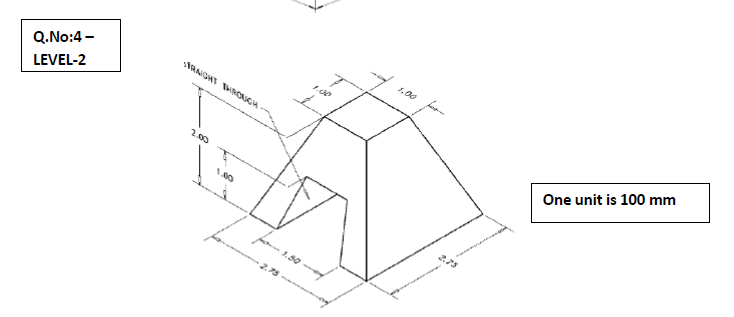 Q.No:4 –
LEVEL-2
STRAIGHT THROUGH
1.00
1.00
2.00
1.00
One unit is 100 mm
1.50
2.75
2.75